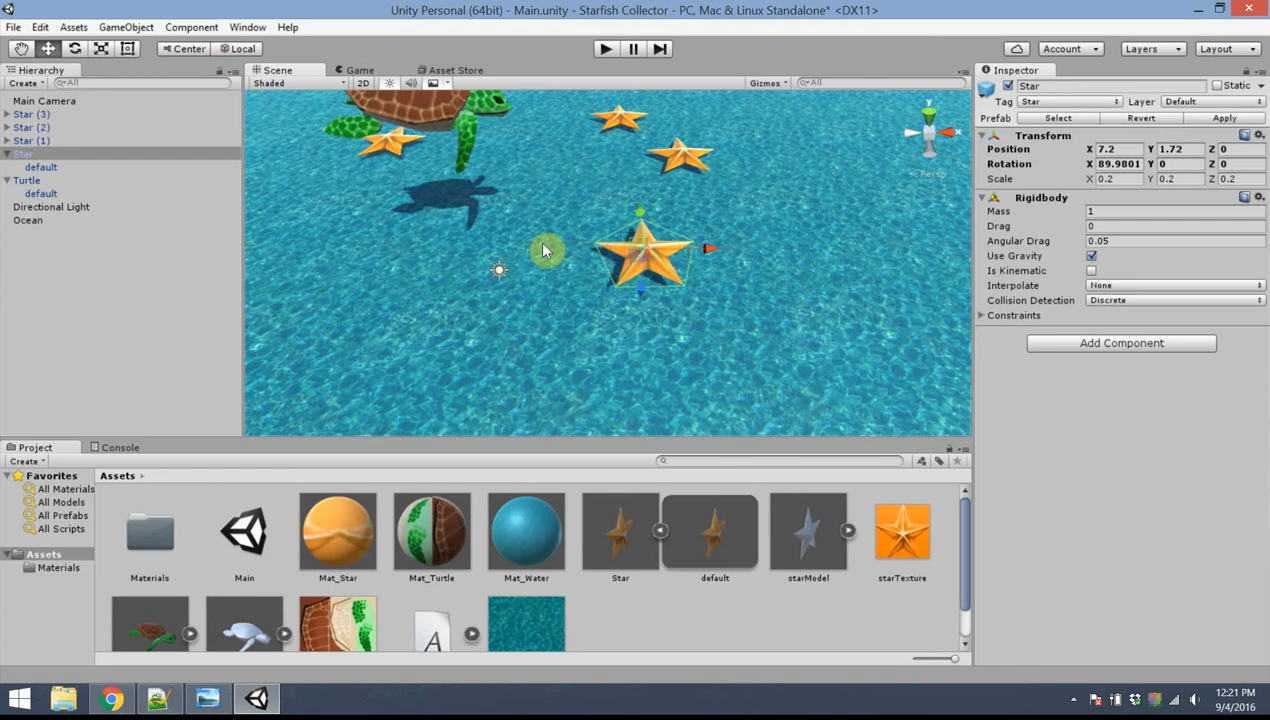 Unity Personal (64bit) - Main.unity - Starfish Collector - PC, Mac & Linux Standalone* <DX11>
File Edit Assets GameObject Component Window Help
Center Local Account Layers Layout
Hierarchy Scene Game Asset Store Inspector
Create All Shaded 2D Gizmos All
Star Static
Main Camera
Tag Star Layer Default
Star (3)
Prefab Select Revert Apply
Star (2)
Transform
Star (1)
Position X 7.2 Y 1.72 Z 0
Star
Rotation X 89.9801 Y 0 Z 0
default
Scale X 0.2 Y 0.2 Z 0.2
Turtle
Rigidbody
default
Mass 1
Directional Light
Drag 0
Ocean
Angular Drag 0.05
Use Gravity
Is Kinematic
Interpolate None
Collision Detection Discrete
Constraints
Add Component
y
x
< Persp
Project Console
Create
Favorites
All Materials
All Models
All Prefabs
All Scripts
Assets
Materials
Assets
Materials Main Mat_Star Mat_Turtle Mat_Water Star default starModel starTexture
A
12:21 PM
9/4/2016